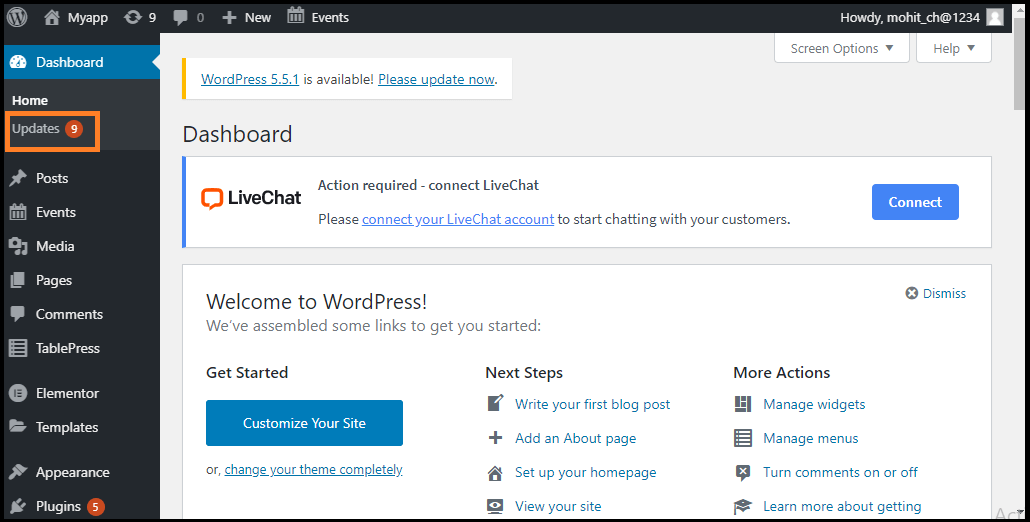 Myapp 9 0 New Events Howdy, mohit_ch@1234
Dashboard
Home
Updates 9
Posts
Events
Media
Pages
Comments
TablePress
Elementor
Templates
Appearance
Plugins 5
Screen Options Help
WordPress 5.5.1 is available! Please update now.
Dashboard
LiveChat
Action required - connect LiveChat
Please connect your LiveChat account to start chatting with your customers.
Connect
Welcome to WordPress!
We've assembled some links to get you started:
Dismiss
Get Started
Customize Your Site
or, change your theme completely
Next Steps
Write your first blog post
Add an About page
Set up your homepage
View your site
More Actions
Manage widgets
Manage menus
Turn comments on or off
Learn more about getting